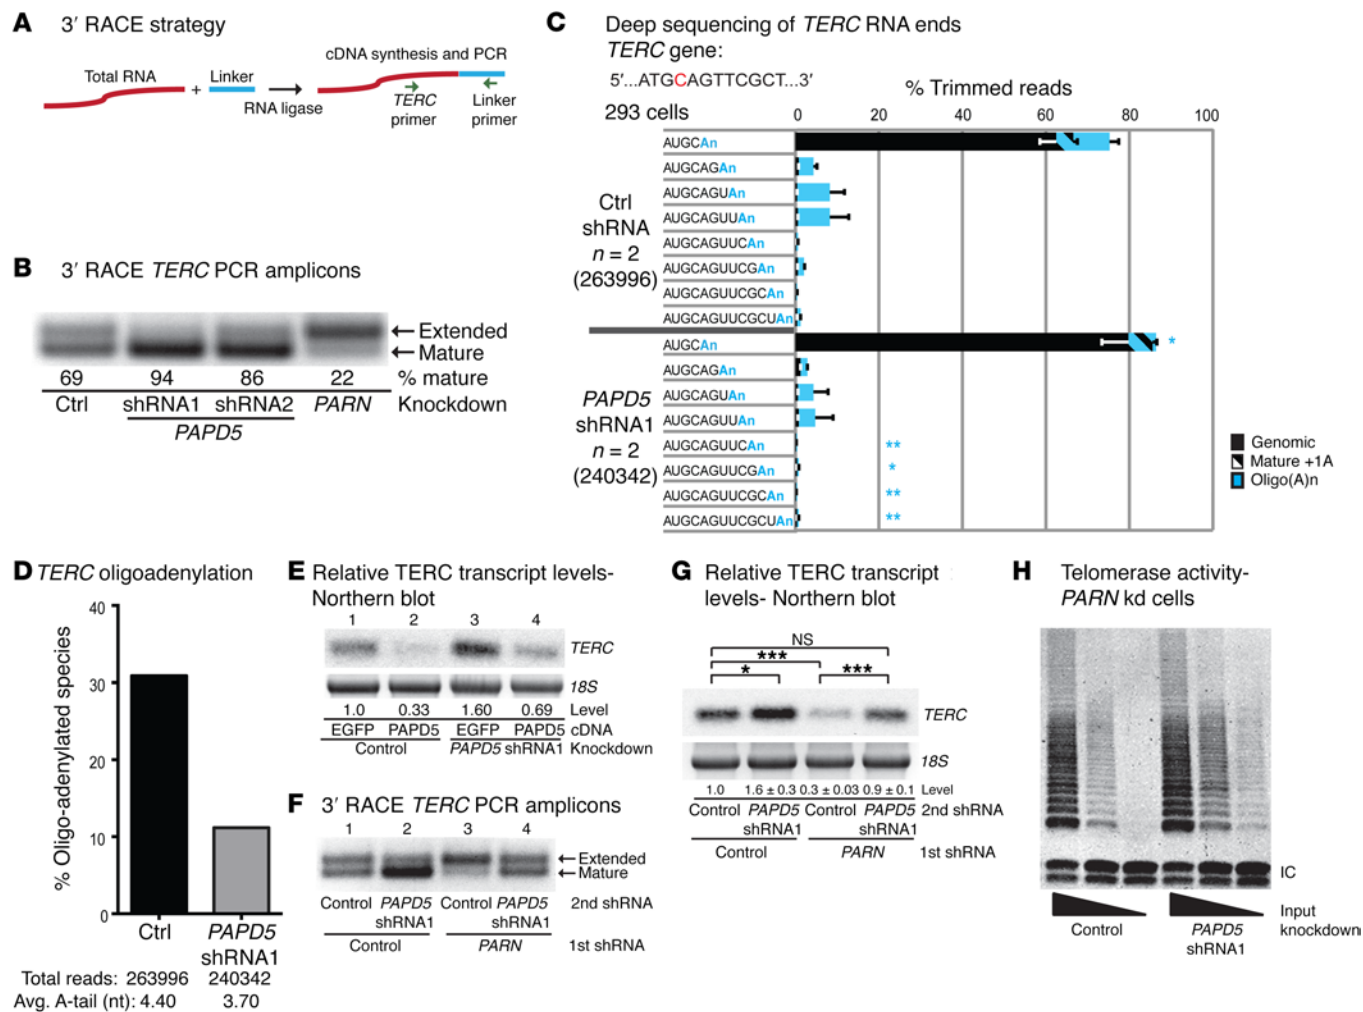 A 3′ RACE strategy
cDNA synthesis and PCR
Total RNA
+
Linker
RNA ligase
TERC primer
Linker primer
B 3′ RACE TERC PCR amplicons
Extended
Mature
69 94 86 22 % mature
Ctrl shRNA1 shRNA2 PARN Knockdown
PAPD5
C Deep sequencing of TERC RNA ends
TERC gene:
5′...ATGCAGTTCGCT...3′
% Trimmed reads
293 cells
0 20 40 60 80 100
Ctrl
shRNA
n = 2
(263996)
AUGCAn
AUGCAGAn
AUGCAGUAn
AUGCAGUUAn
AUGCAGUUCAn
AUGCAGUUCGAn
AUGCAGUUCGCAn
AUGCAGUUCGCUAn
PAPD5
shRNA1
n = 2
(240342)
AUGCAn *
AUGCAGAn
AUGCAGUAn
AUGCAGUUAn
AUGCAGUUCAn **
AUGCAGUUCGAn *
AUGCAGUUCGCAn **
AUGCAGUUCGCUAn **
Genomic
Mature +1A
Oligo(A)n
D TERC oligoadenylation
% Oligo-adenylated species
40
30
20
10
0
Ctrl PAPD5
shRNA1
Total reads: 263996 240342
Avg. A-tail (nt): 4.40 3.70
E Relative TERC transcript levels-
Northern blot
1 2 3 4
TERC
18S
1.0 0.33 1.60 0.69 Level
EGFP PAPD5 EGFP PAPD5 cDNA
Control PAPD5 shRNA1 Knockdown
F 3′ RACE TERC PCR amplicons
1 2 3 4
Extended
Mature
Control PAPD5 Control PAPD5 2nd shRNA
shRNA1 shRNA1
Control PARN 1st shRNA
G Relative TERC transcript
levels- Northern blot
NS
***
* ***
TERC
18S
1.0 1.6 ± 0.3 0.3 ± 0.03 0.9 ± 0.1 Level
Control PAPD5 Control PAPD5 2nd shRNA
shRNA1 shRNA1
Control PARN 1st shRNA
H Telomerase activity-
PARN kd cells
IC
Input
Control PAPD5 knockdown
shRNA1